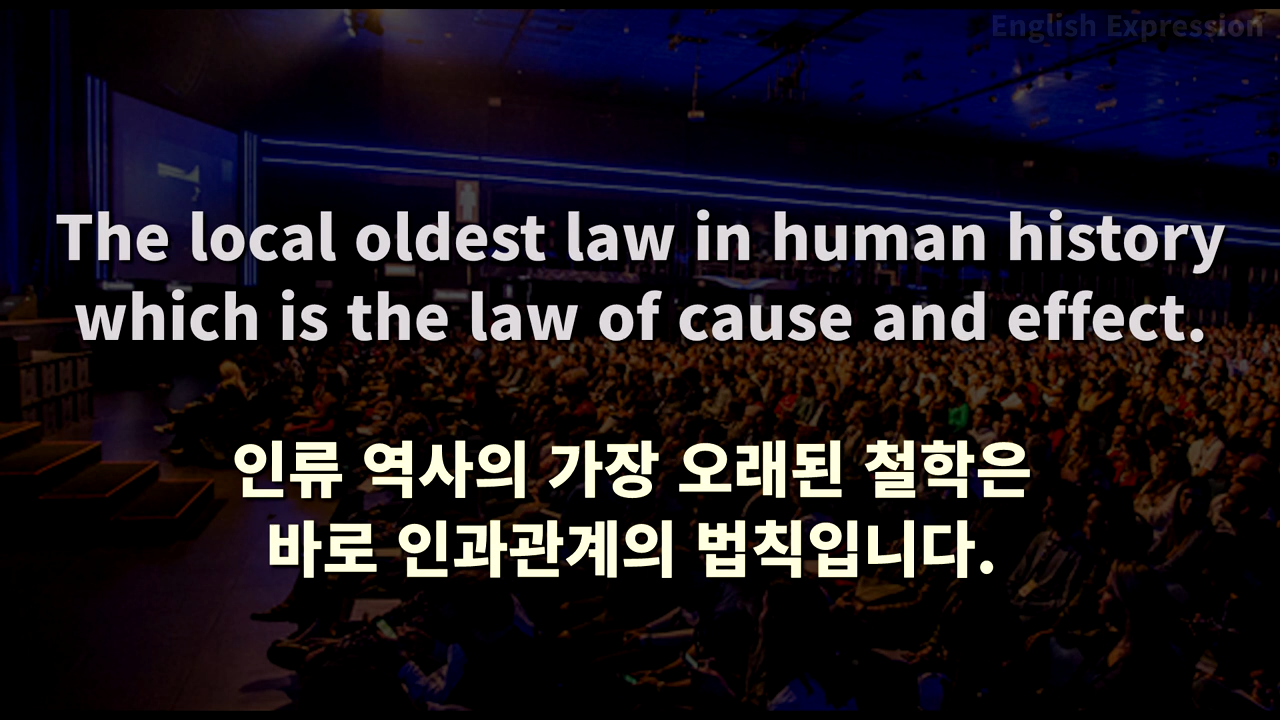 English Expression
The local oldest law in human history
which is the law of cause and effect.
인류 역사의 가장 오래된 철학은
바로 인과관계의 법칙입니다.